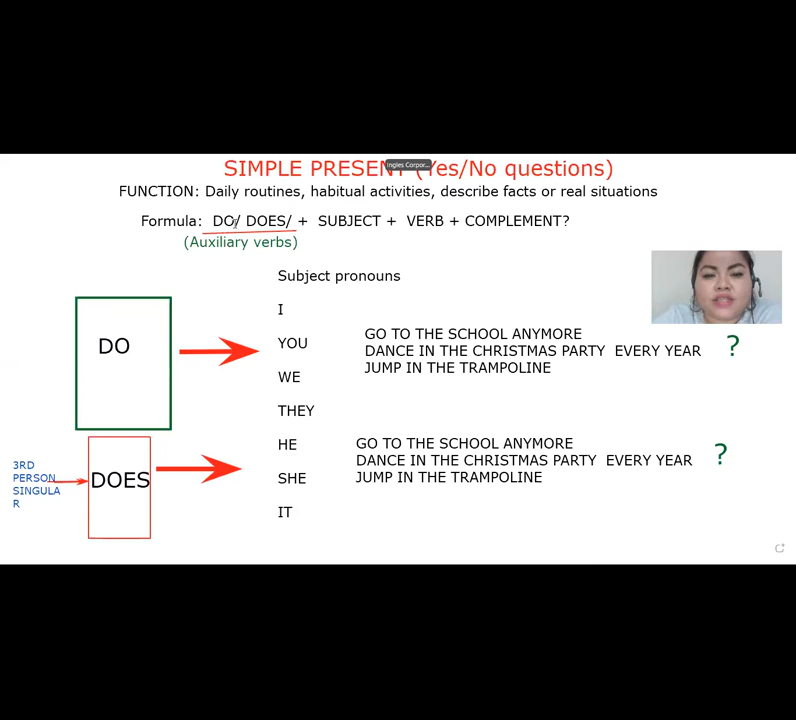 SIMPLE PRESENT (Yes/No questions)
ingles Corpor...
FUNCTION: Daily routines, habitual activities, describe facts or real situations
Formula: DO/ DOES/ + SUBJECT + VERB + COMPLEMENT?
(Auxiliary verbs)
Subject pronouns
I
DO
YOU
WE
THEY
GO TO THE SCHOOL ANYMORE
DANCE IN THE CHRISTMAS PARTY EVERY YEAR
JUMP IN THE TRAMPOLINE
?
3RD
PERSON
SINGULA
R
DOES
HE
SHE
IT
GO TO THE SCHOOL ANYMORE
DANCE IN THE CHRISTMAS PARTY EVERY YEAR
JUMP IN THE TRAMPOLINE
?